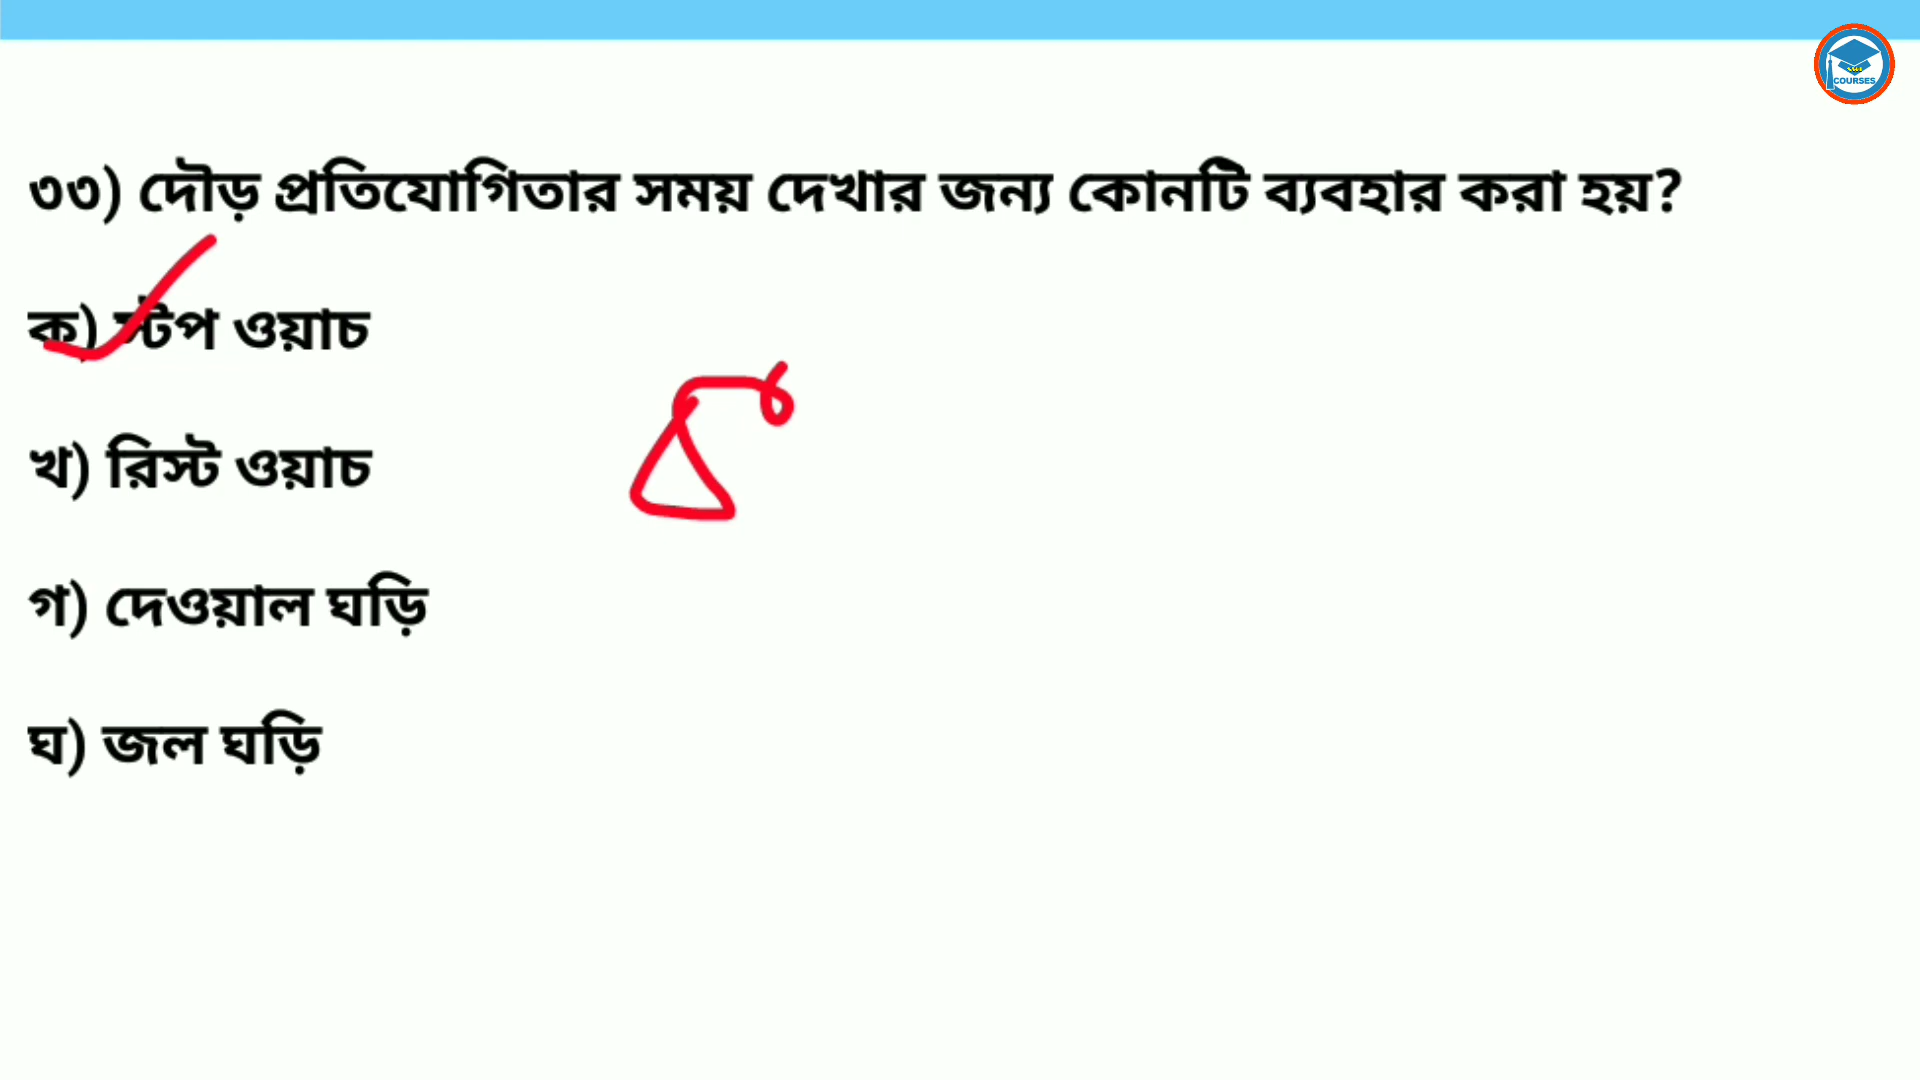 ৩৩) দৌড় প্রতিযোগিতার সময় দেখার জন্য কোনটি ব্যবহার করা হয়?
ক) স্টপ ওয়াচ
খ) রিস্ট ওয়াচ
গ) দেওয়াল ঘড়ি
ঘ) জল ঘড়ি
COURSES